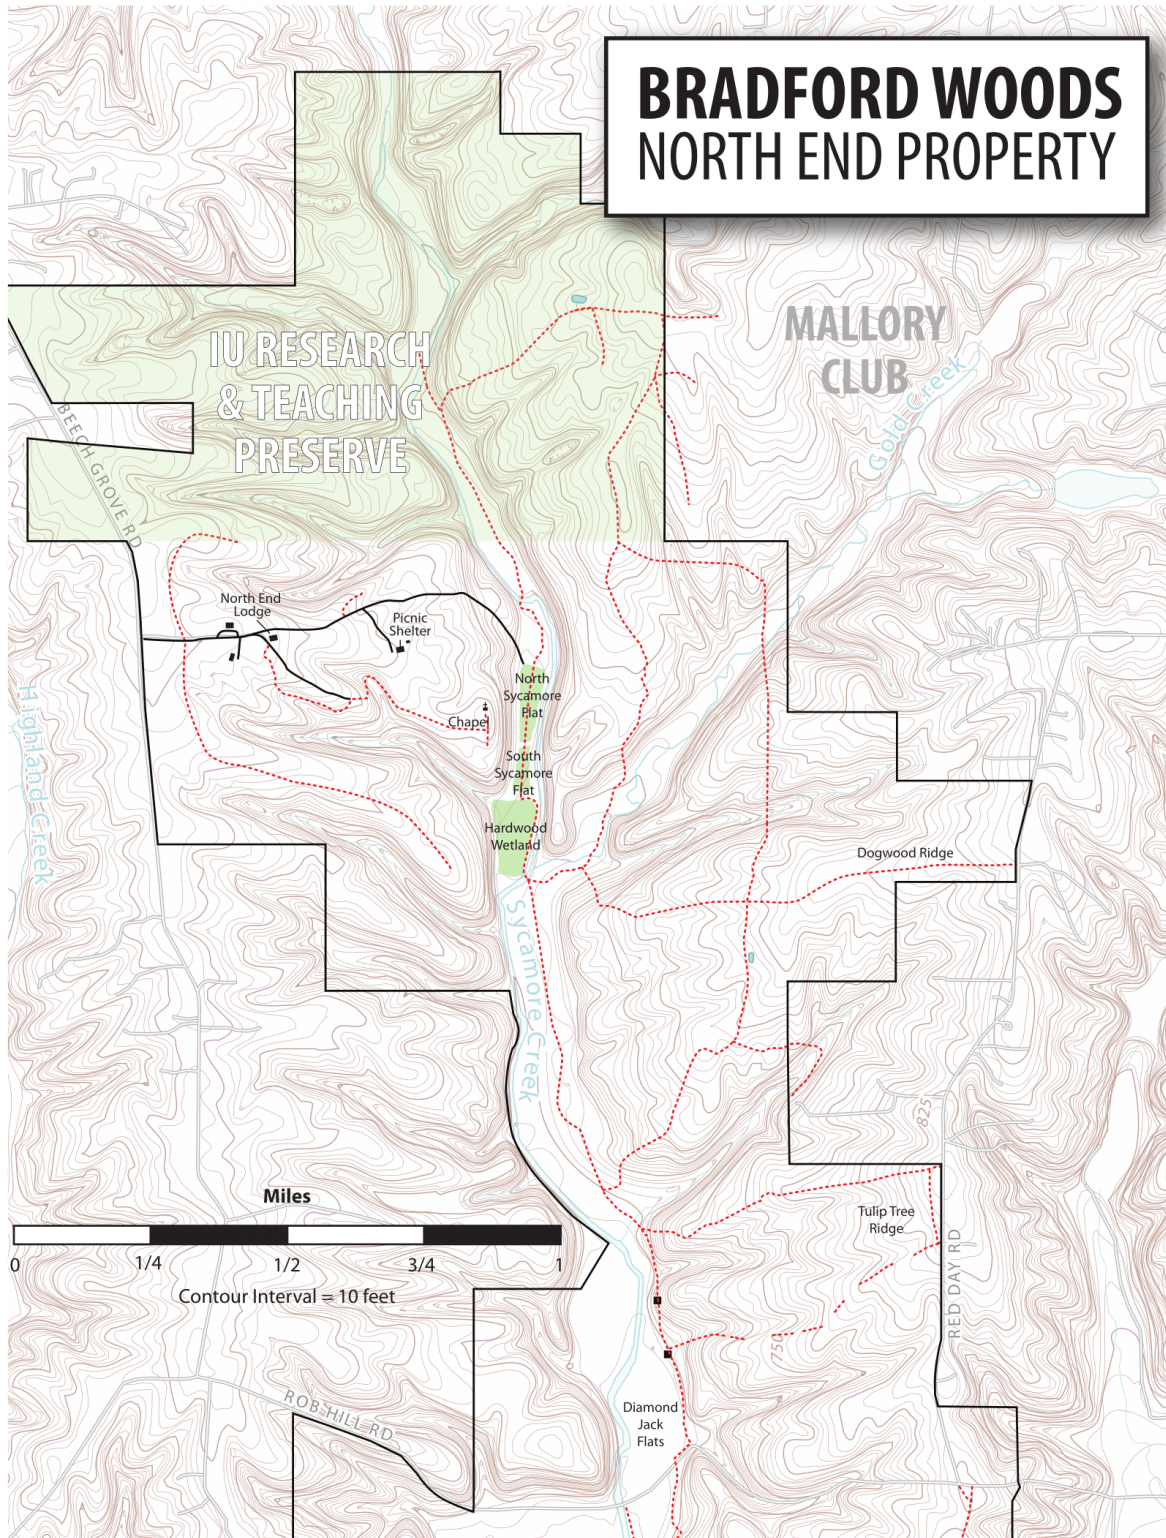 BRADFORD WOODS
NORTH END PROPERTY
MALLORY
CLUB
IU RESEARCH
& TEACHING
PRESERVE
Gold Creek
BEECH GROVE RD
North End
Lodge
Picnic
Shelter
North
Sycamore
Flat
Chapel
South
Sycamore
Flat
Hardwood
Wetland
Highland Creek
Dogwood Ridge
Sycamore Creek
825
Miles
0 1/4 1/2 3/4 1
Contour Interval = 10 feet
Tulip Tree
Ridge
RED DAY RD
750
Diamond
Jack
Flats
ROB HILL RD